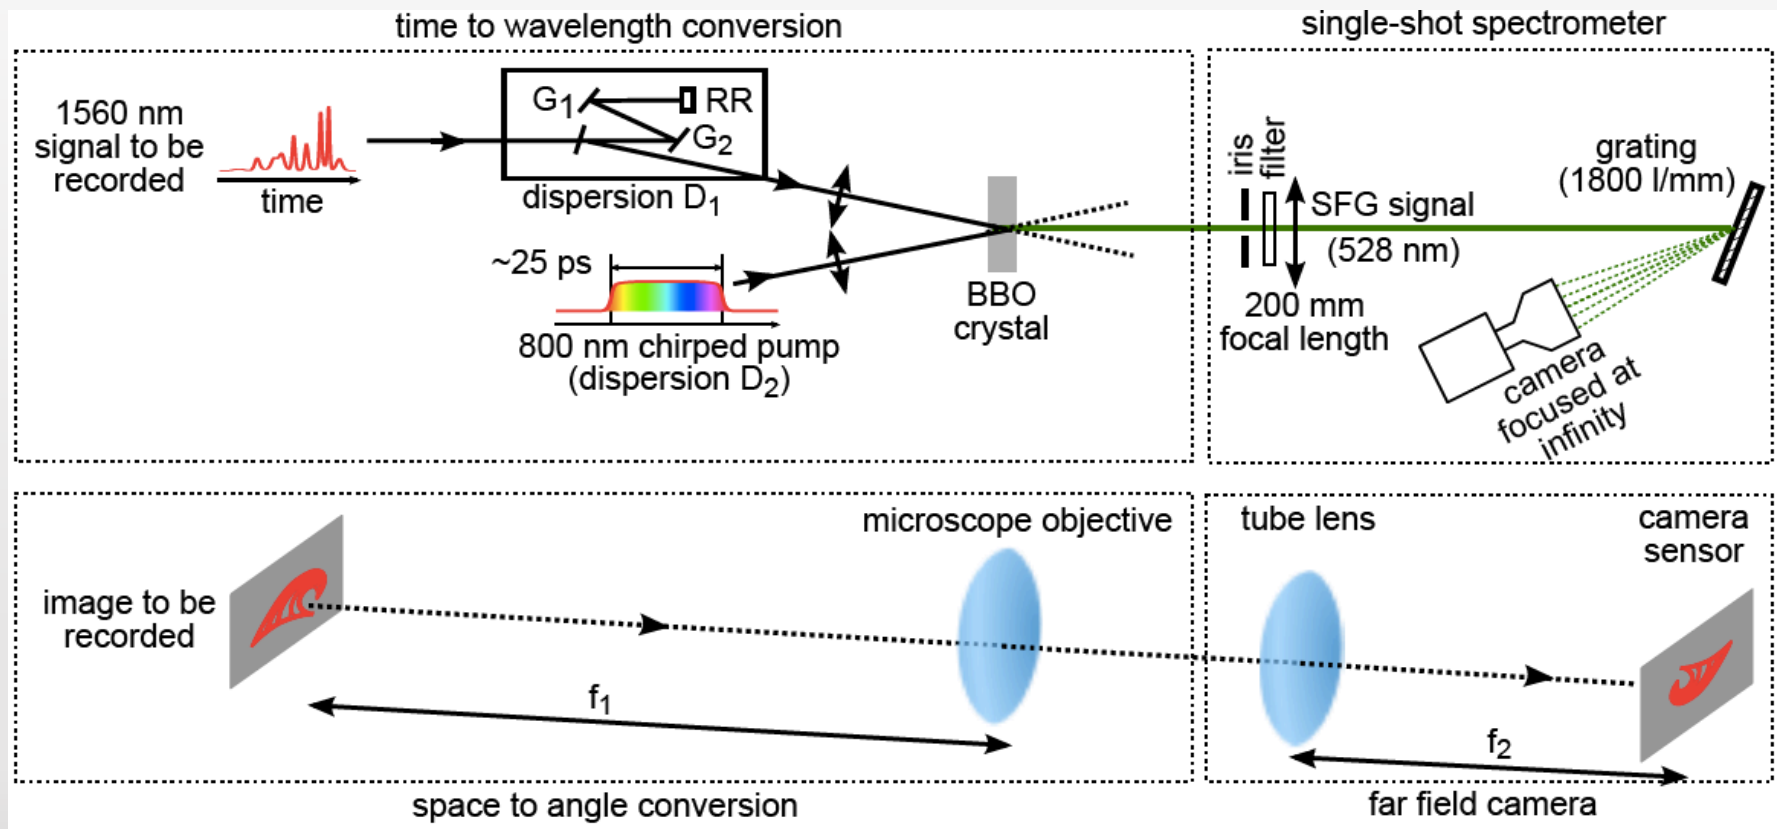 time to wavelength conversion
single-shot spectrometer
1560 nm
signal to be
recorded
time
G1
RR
G2
dispersion D1
~25 ps
800 nm chirped pump
(dispersion D2)
BBO
crystal
iris
filter
SFG signal
(528 nm)
200 mm
focal length
grating
(1800 l/mm)
camera
focused at
infinity
image to be
recorded
f1
microscope objective
tube lens
camera
sensor
f2
space to angle conversion
far field camera